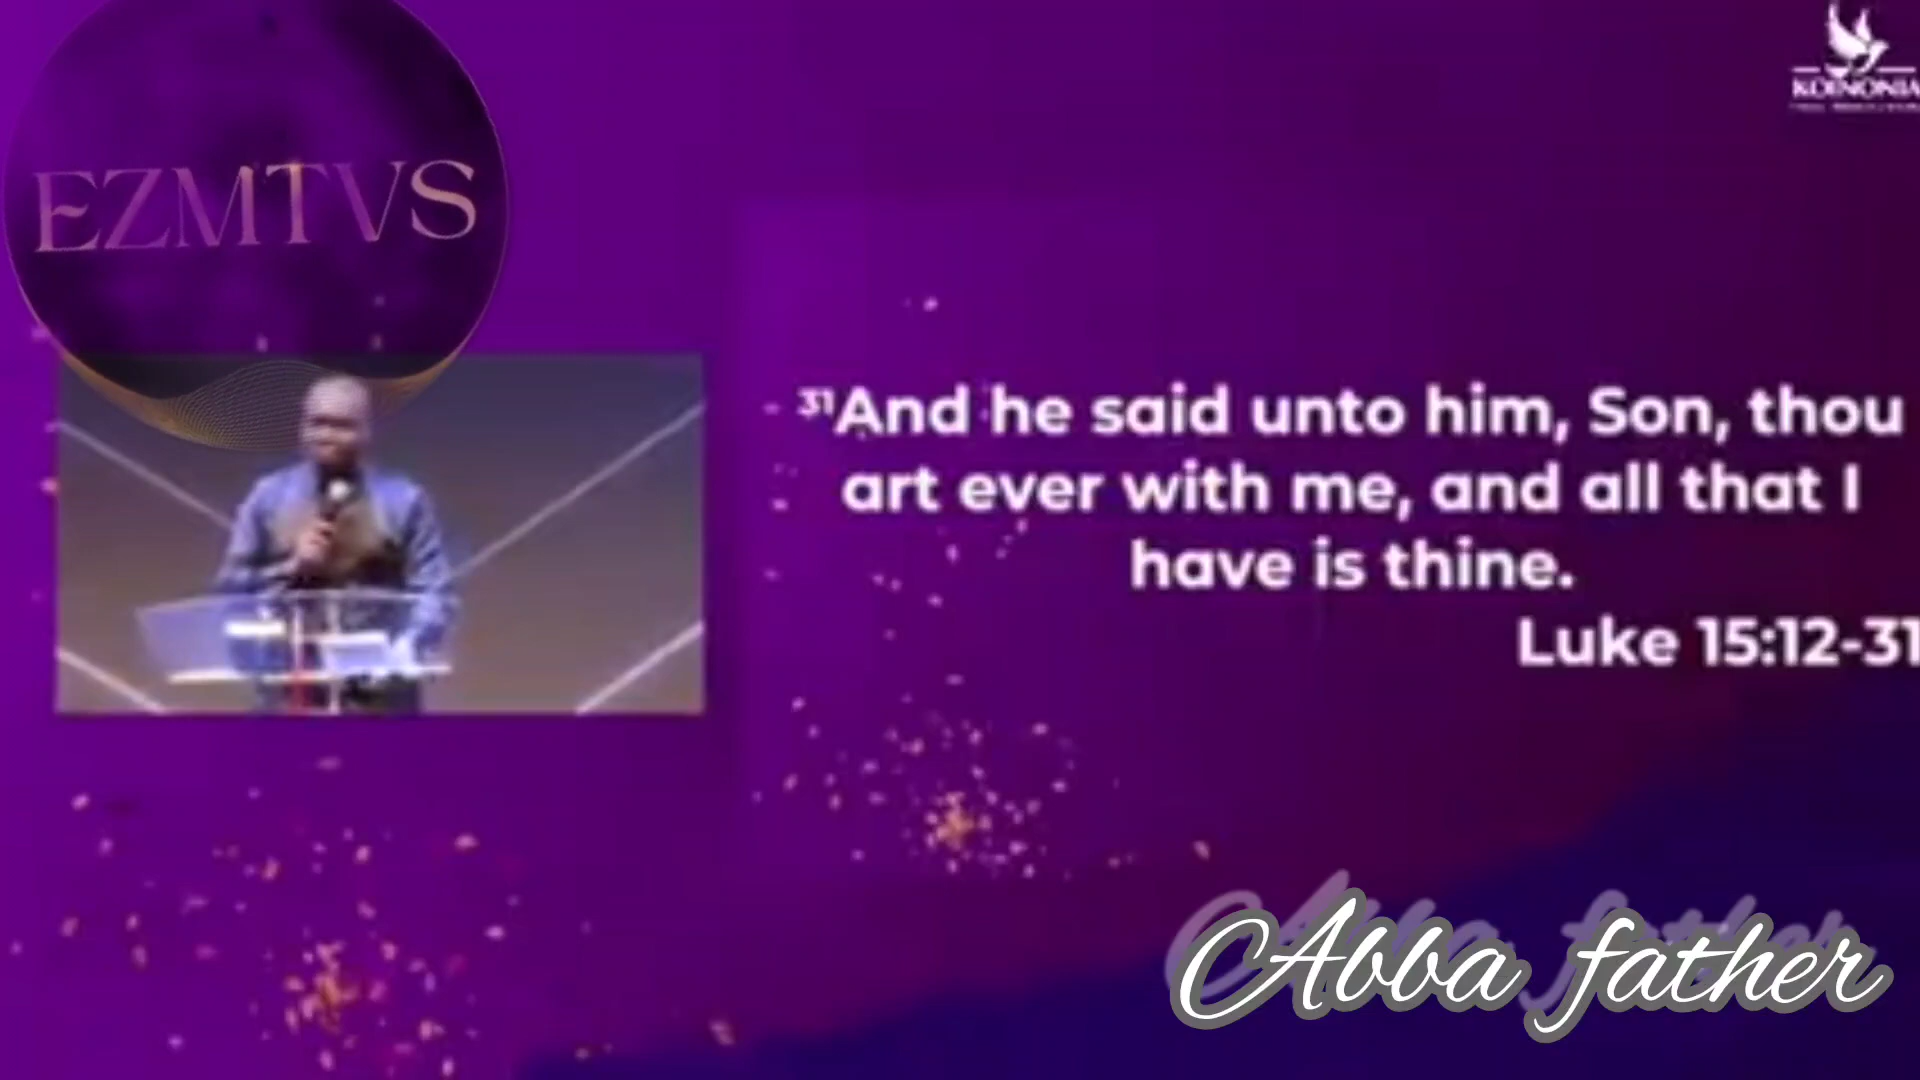 EZMTVS
KOINONIA
³¹And he said unto him, Son, thou
art ever with me, and all that I
have is thine.
Luke 15:12-31
Abba father